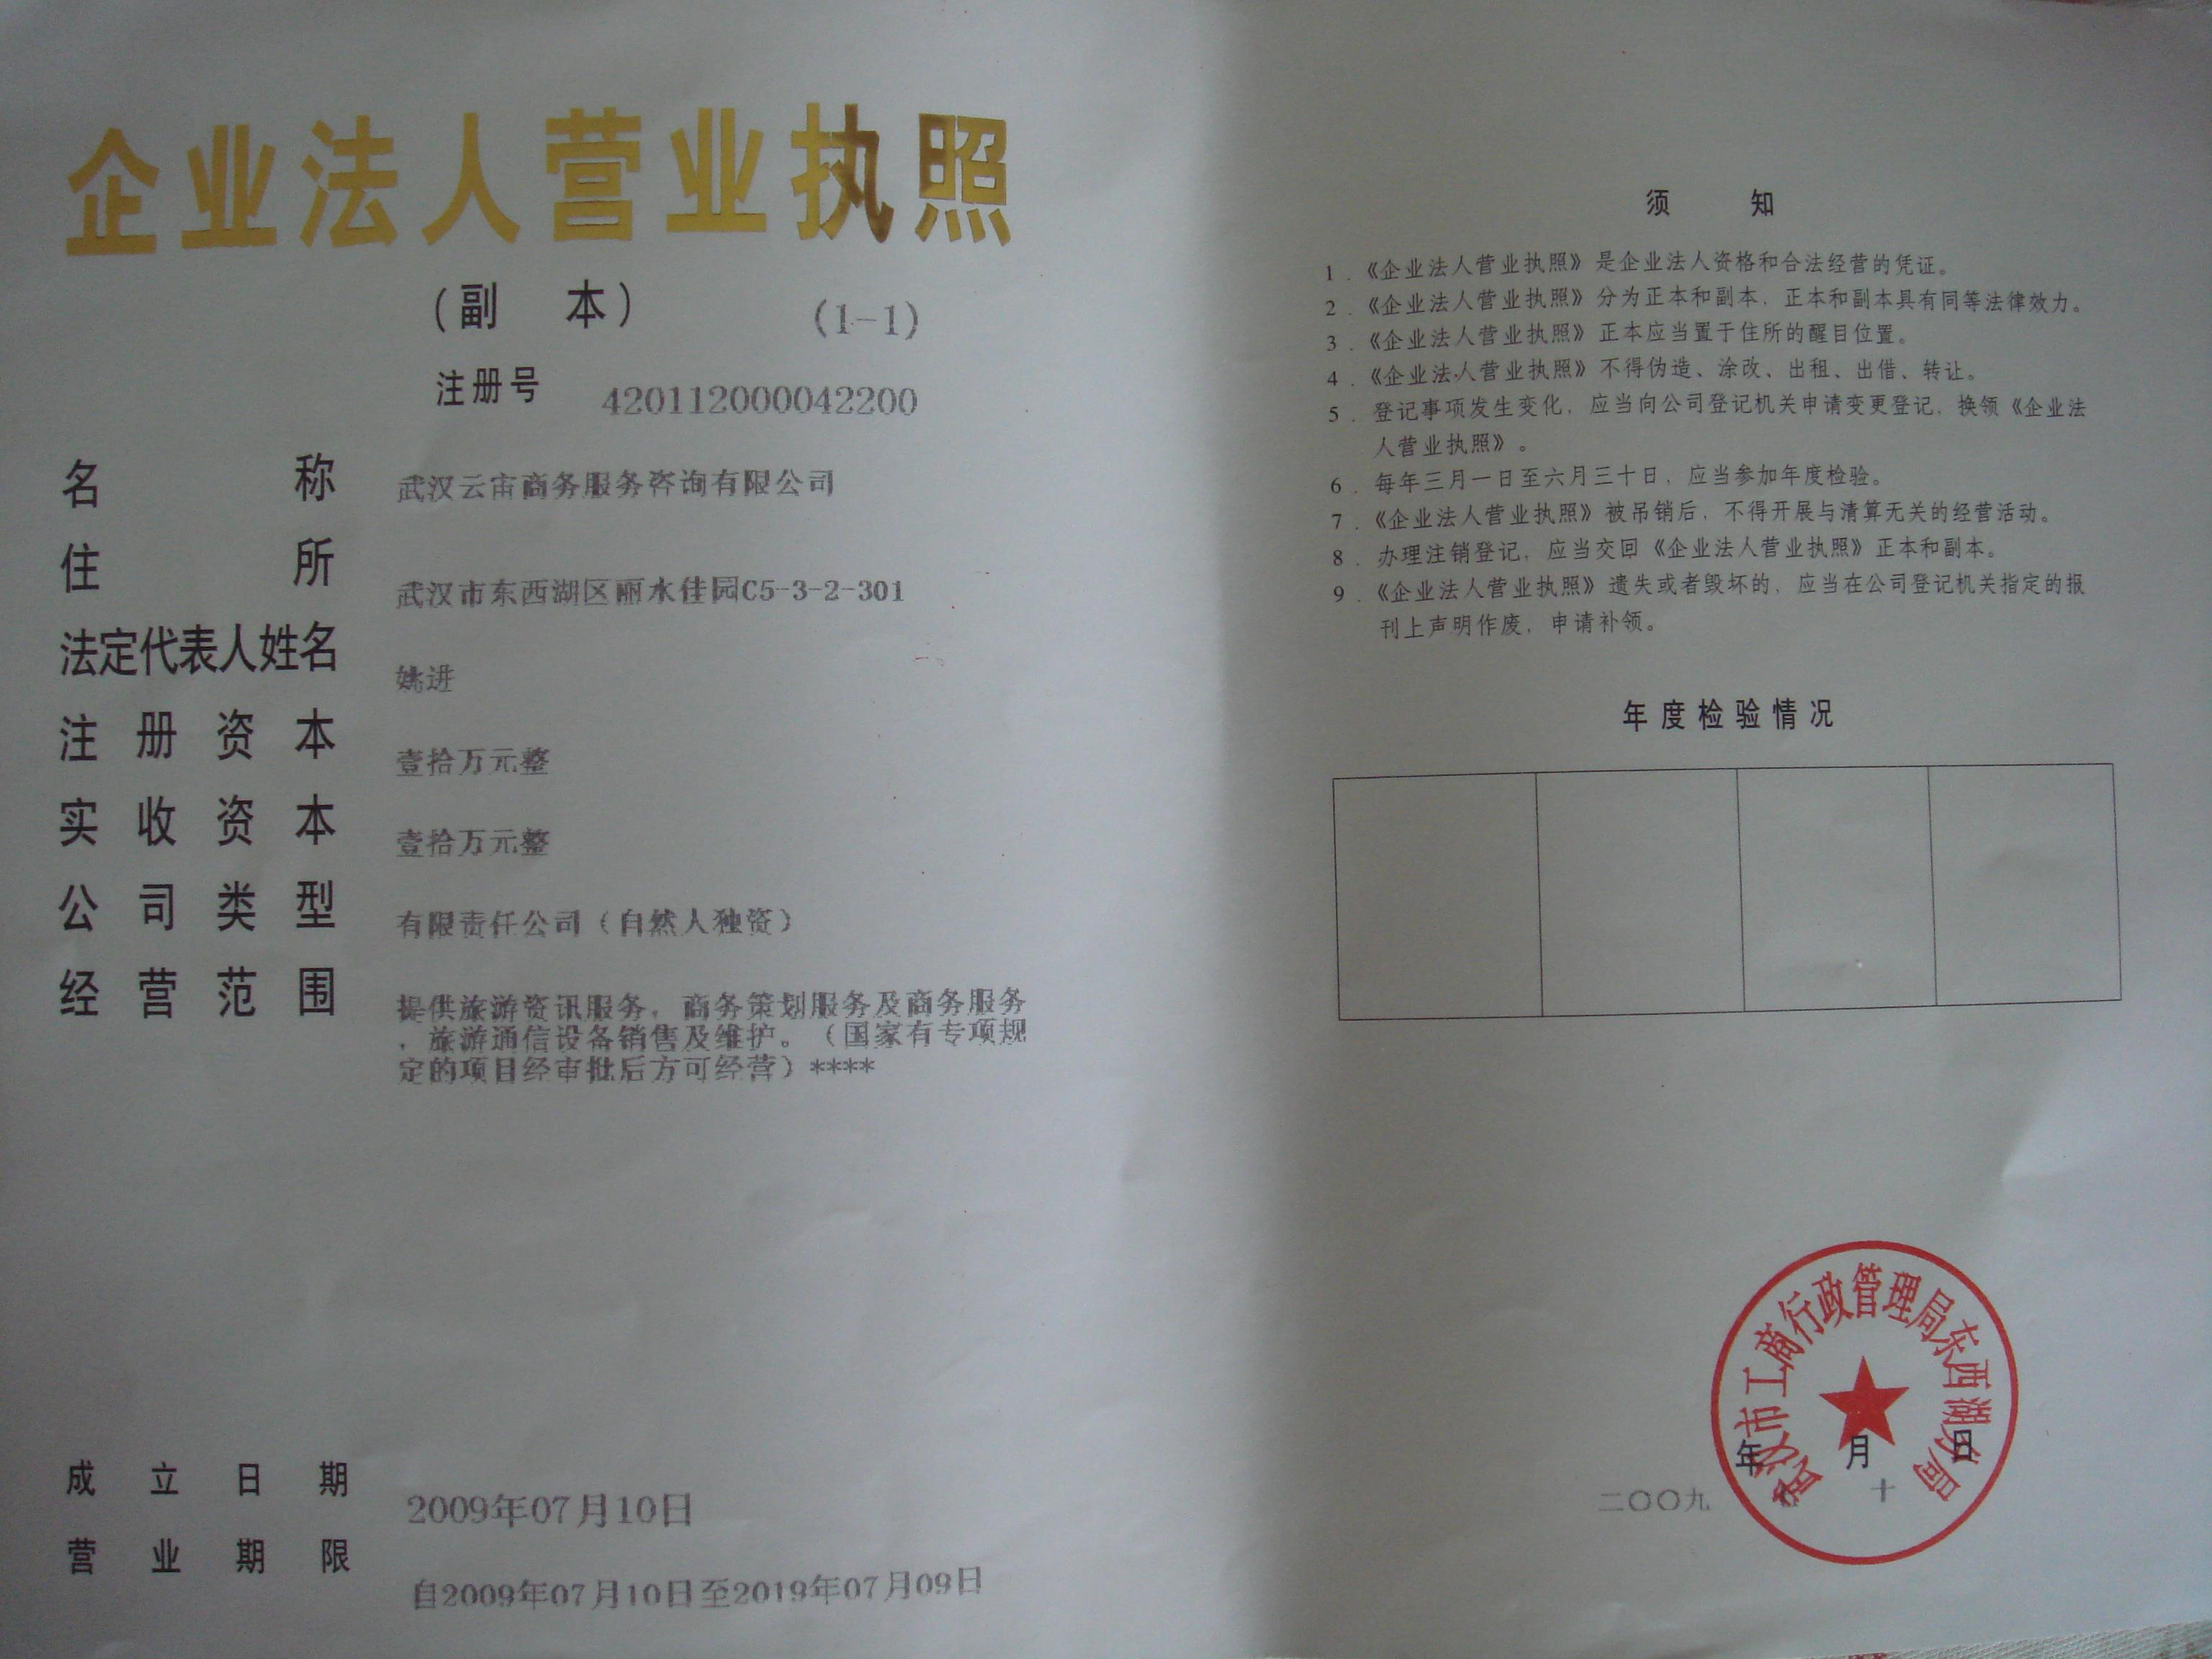 企业法人营业执照
（副 本） （1-1）
注册号 420112000042200
名称 武汉云宙商务服务咨询有限公司
住所 武汉市东西湖区丽水佳园C5-3-2-301
法定代表人姓名 姚进
注册资本 壹拾万元整
实收资本 壹拾万元整
公司类型 有限责任公司（自然人独资）
经营范围 提供旅游资讯服务，商务策划服务及商务服务
，旅游通信设备销售及维护。（国家有专项规
定的项目经审批后方可经营）****
成立日期 2009年07月10日
营业期限 自2009年07月10日至2019年07月09日
须 知
1．《企业法人营业执照》是企业法人资格和合法经营的凭证。
2．《企业法人营业执照》分为正本和副本，正本和副本具有同等法律效力。
3．《企业法人营业执照》正本应当置于住所的醒目位置。
4．《企业法人营业执照》不得伪造、涂改、出租、出借、转让。
5．登记事项发生变化，应当向公司登记机关申请变更登记，换领《企业法
人营业执照》。
6．每年三月一日至六月三十日，应当参加年度检验。
7．《企业法人营业执照》被吊销后，不得开展与清算无关的经营活动。
8．办理注销登记，应当交回《企业法人营业执照》正本和副本。
9．《企业法人营业执照》遗失或者毁坏的，应当在公司登记机关指定的报
刊上声明作废，申请补领。
年度检验情况
武汉市工商行政管理局东西湖分局
年 月 日
二〇〇九 十